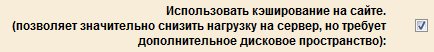 Использовать кэширование на сайте.
(позволяет значительно снизить нагрузку на сервер, но требует
дополнительное дисковое пространство):